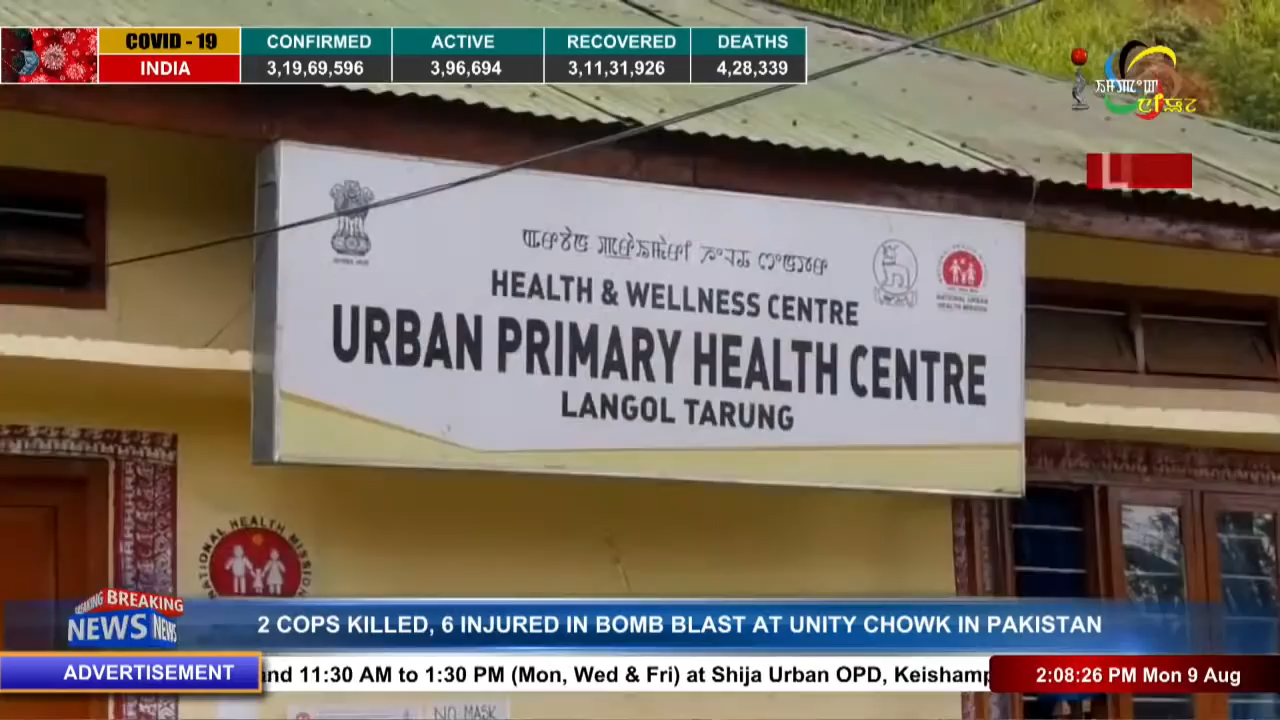 COVID - 19
INDIA
CONFIRMED ACTIVE RECOVERED DEATHS
3,19,69,596 3,96,694 3,11,31,926 4,28,339
HEALTH & WELLNESS CENTRE
URBAN PRIMARY HEALTH CENTRE
LANGOL TARUNG
NATIONAL URBAN
HEALTH MISSION
NATIONAL HEALTH MISSION
BREAKING BREAKING
NEWS NEWS
2 COPS KILLED, 6 INJURED IN BOMB BLAST AT UNITY CHOWK IN PAKISTAN
ADVERTISEMENT
and 11:30 AM to 1:30 PM (Mon, Wed & Fri) at Shija Urban OPD, Keishamp
2:08:26 PM Mon 9 Aug
NO MASK